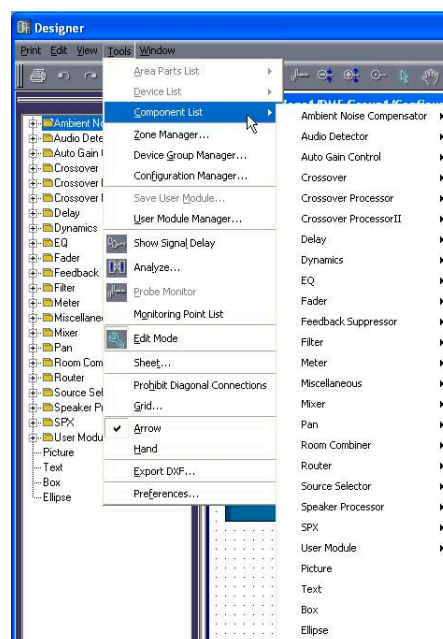 Designer
Print Edit View Tools Window
Area Parts List
Device List
Component List
Zone Manager...
Device Group Manager...
Configuration Manager...
Save User Module...
User Module Manager...
Show Signal Delay
Analyze...
Probe Monitor
Monitoring Point List
Edit Mode
Sheet...
Prohibit Diagonal Connections
Grid...
Arrow
Hand
Export DXF...
Preferences...
Ambient Noise Compensator
Audio Detector
Auto Gain Control
Crossover
Crossover Processor
Crossover ProcessorII
Delay
Dynamics
EQ
Fader
Feedback Suppressor
Filter
Meter
Miscellaneous
Mixer
Pan
Room Combiner
Router
Source Selector
Speaker Processor
SPX
User Module
Picture
Text
Box
Ellipse
Ambient No
Audio Dete
Auto Gain
Crossover
Crossover
Crossover
Delay
Dynamics
EQ
Fader
Feedback
Filter
Meter
Miscellane
Mixer
Pan
Room Com
Router
Source Sel
Speaker P
SPX
User Modu
Picture
Text
Box
Ellipse